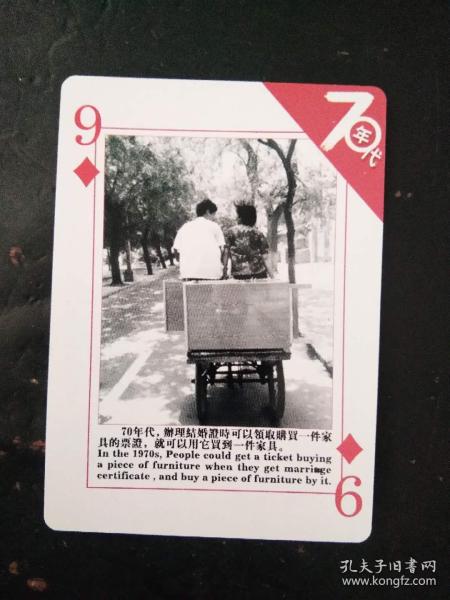 9
70年代
70年代，辦理結婚證時可以領取購買一件家
具的票證，就可以用它買到一件家具。
In the 1970s, People could get a ticket buying
a piece of furniture when they get marriage
certificate , and buy a piece of furniture by it.
9
孔夫子旧书网
www.kongfz.com